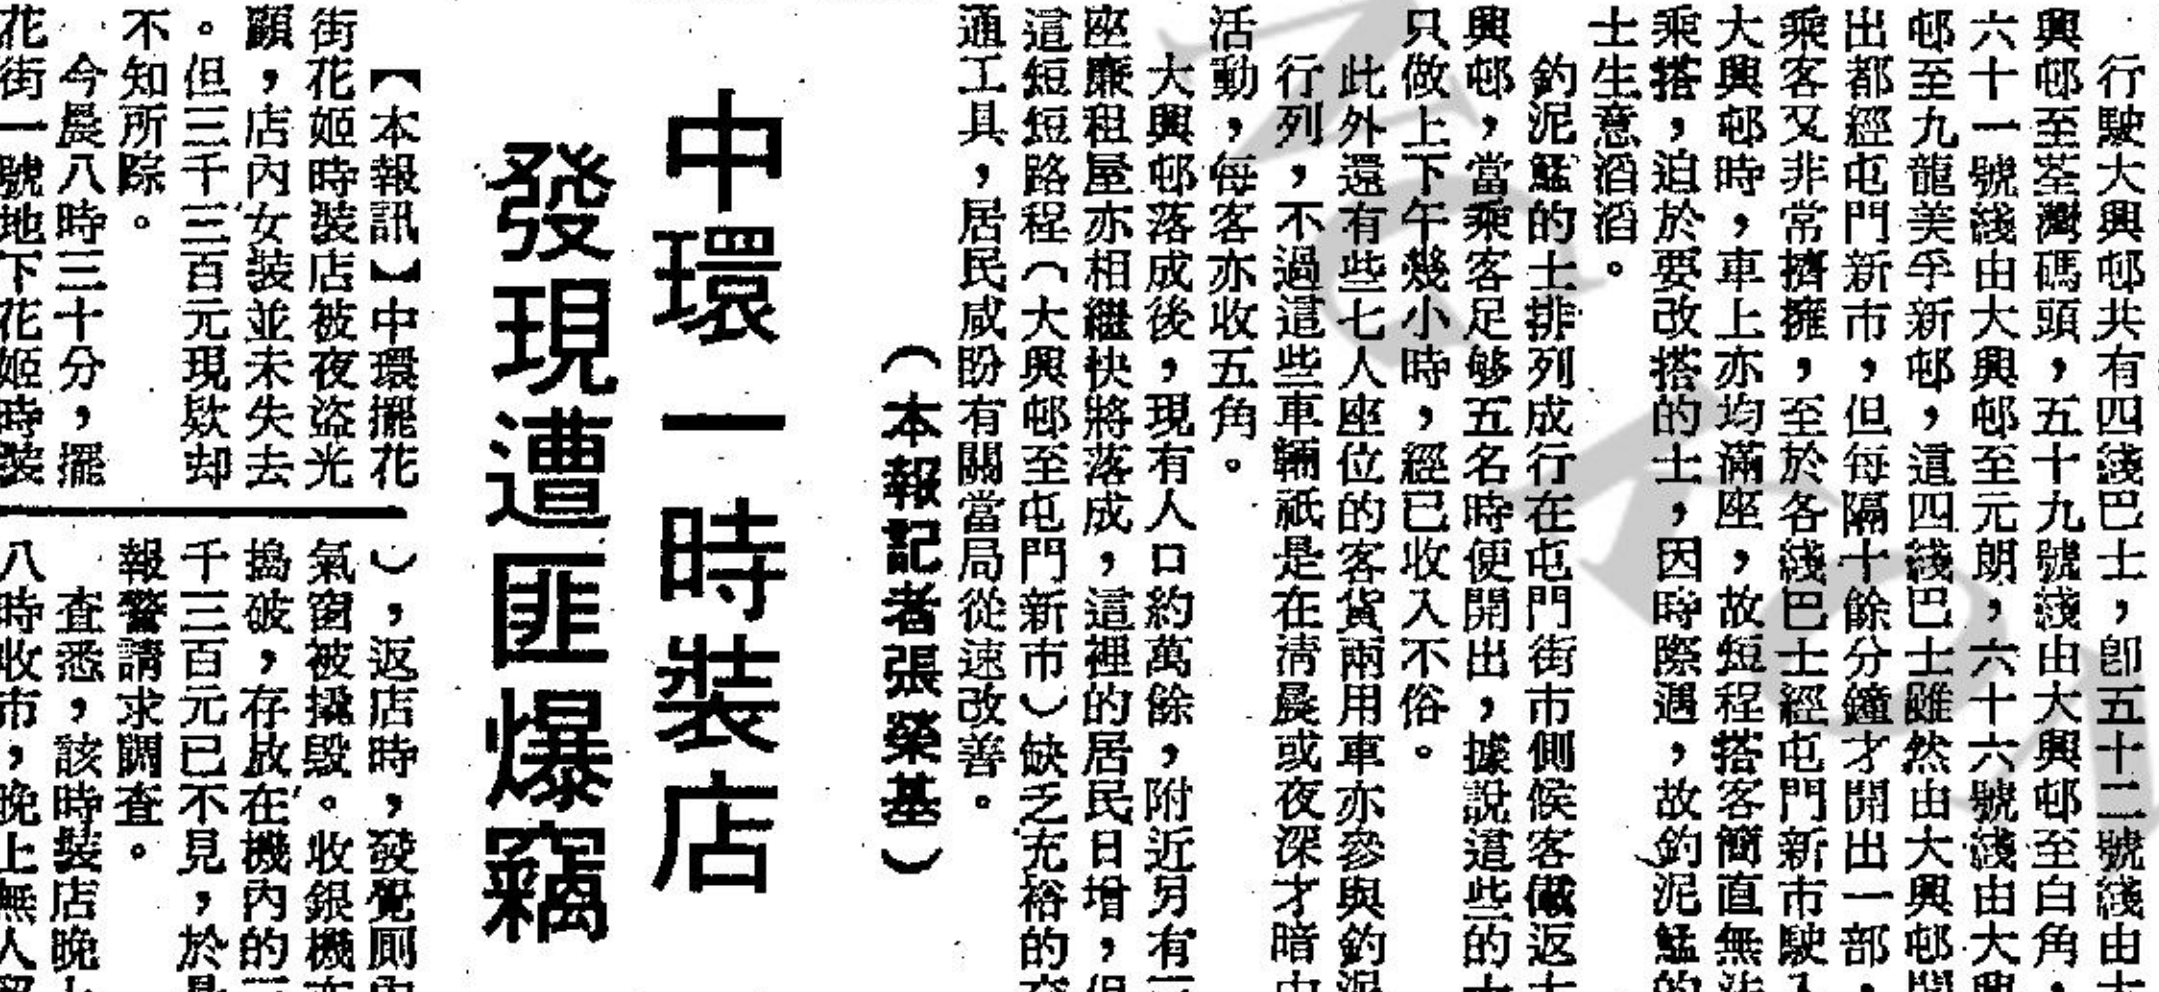 行駛大興邨共有四綫巴士，卽五十二號綫由大
興邨至荃灣碼頭，五十九號綫由大興邨至白角，
六十一號綫由大興邨至元朗，六十六號綫由大興
邨至九龍美孚新邨，這四綫巴士雖然由大興邨開
出都經屯門新市，但每隔十餘分鐘才開出一部，
乘客又非常擠擁，至於各綫巴士經屯門新市駛入
大興邨時，車上亦均滿座，故短程搭客簡直無法
乘搭，迫於要改搭的士，因時際遇，故釣泥鯭的
士生意滔滔。
釣泥鯭的士排列成行在屯門街市側候客儎返大
興邨，當乘客足够五名時便開出，據說這些的士
只做上下午幾小時，經已收入不俗。
此外還有些七人座位的客貨兩用車亦參與釣泥
行列，不過這些車輛祇是在清晨或夜深才暗中
活動，每客亦收五角。
大興邨落成後，現有人口約萬餘，附近另有一
座廉租屋亦相繼快將落成，這裡的居民日增，但
這短短路程（大興邨至屯門新市）缺乏充裕的交
通工具，居民咸盼有關當局從速改善。
（本報記者張榮基）
中環一時裝店
發現遭匪爆竊
【本報訊】中環擺花
街花姬時裝店被夜盜光
顧，店內女裝並未失去
。但三千三百元現欵却
不知所踪。
今晨八時三十分，擺
花街一號地下花姬時裝
），返店時，發覺厠內
氣窗被撬毀。收銀機亦
搗破，存放在機內的三
千三百元已不見，於是
報警請求調查。
查悉，該時裝店晚上
八時收市，晚上無人留